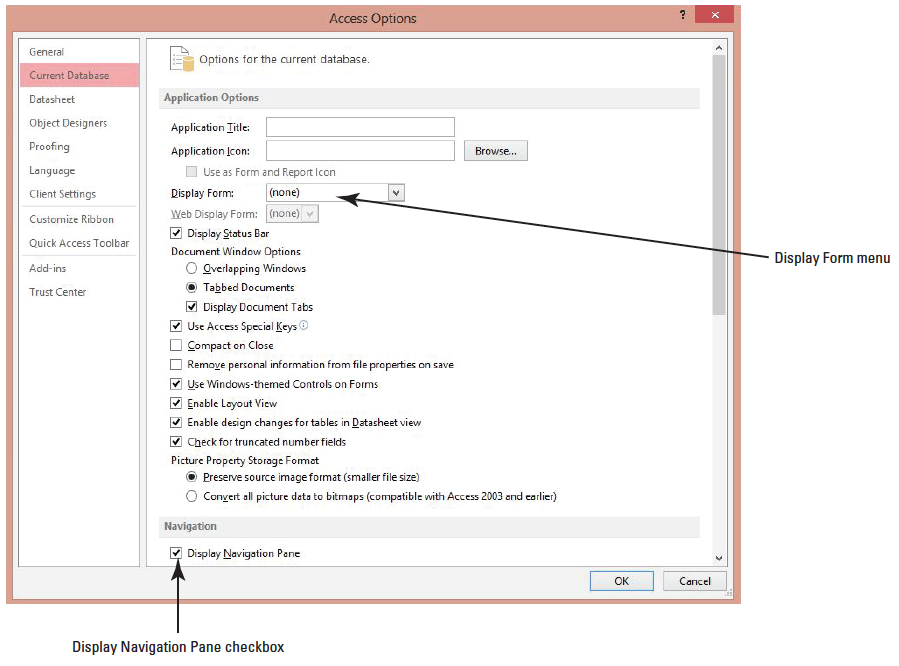 Access Options
?
General
Current Database
Datasheet
Object Designers
Proofing
Language
Client Settings
Customize Ribbon
Quick Access Toolbar
Add-ins
Trust Center
Options for the current database.
Application Options
Application Title:
Application Icon:
Browse...
Use as Form and Report Icon
Display Form:
(none)
Web Display Form:
(none)
Display Status Bar
Document Window Options
Overlapping Windows
Tabbed Documents
Display Document Tabs
Use Access Special Keys
Compact on Close
Remove personal information from file properties on save
Use Windows-themed Controls on Forms
Enable Layout View
Enable design changes for tables in Datasheet view
Check for truncated number fields
Picture Property Storage Format
Preserve source image format (smaller file size)
Convert all picture data to bitmaps (compatible with Access 2003 and earlier)
Navigation
Display Navigation Pane
OK
Cancel
Display Form menu
Display Navigation Pane checkbox